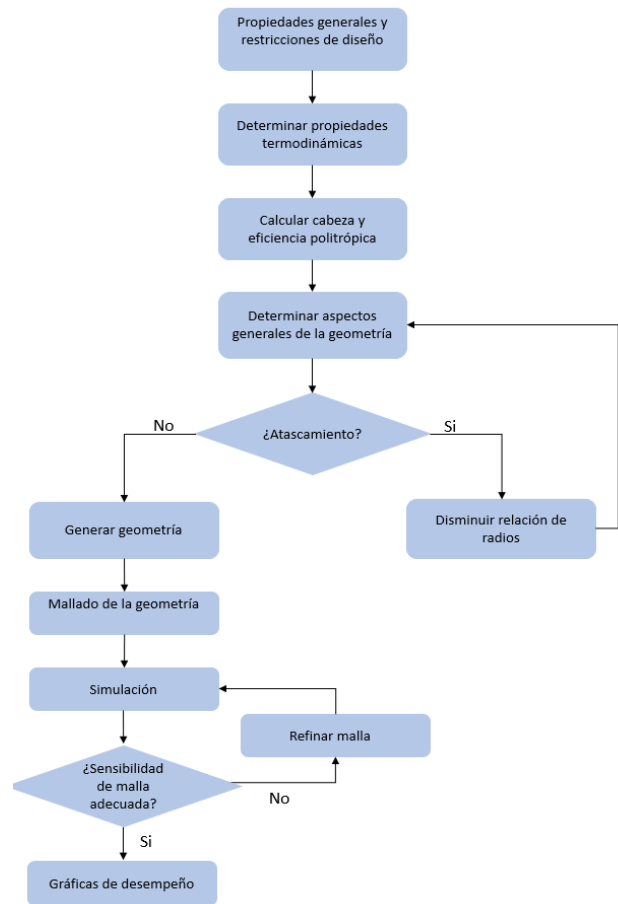 Propiedades generales y
restricciones de diseño
Determinar propiedades
termodinámicas
Calcular cabeza y
eficiencia politrópica
Determinar aspectos
generales de la geometría
¿Atascamiento?
No
Si
Generar geometría
Disminuir relación de
radios
Mallado de la geometría
Simulación
Refinar malla
¿Sensibilidad
de malla
adecuada?
No
Si
Gráficas de desempeño